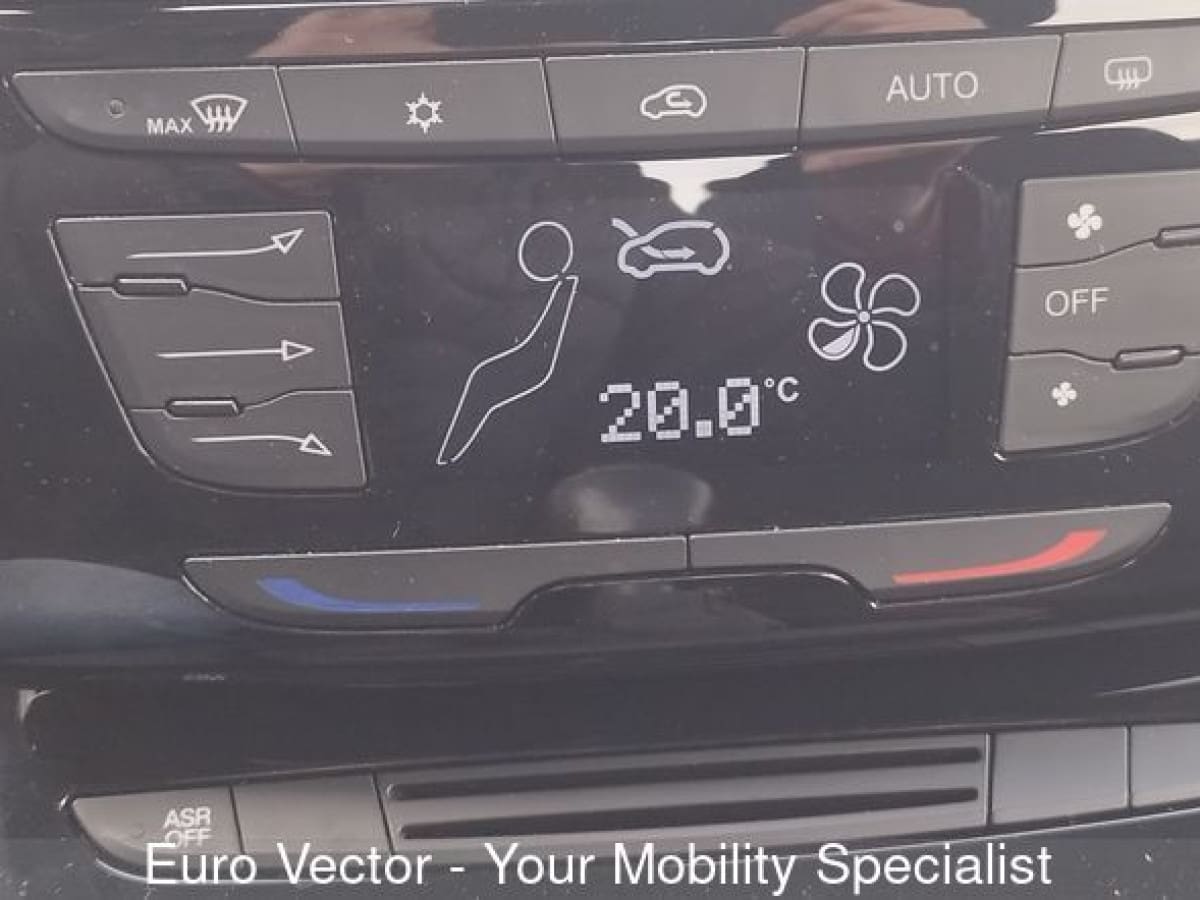 MAX
AUTO
OFF
20.0°C
ASR
OFF
Euro Vector - Your Mobility Specialist